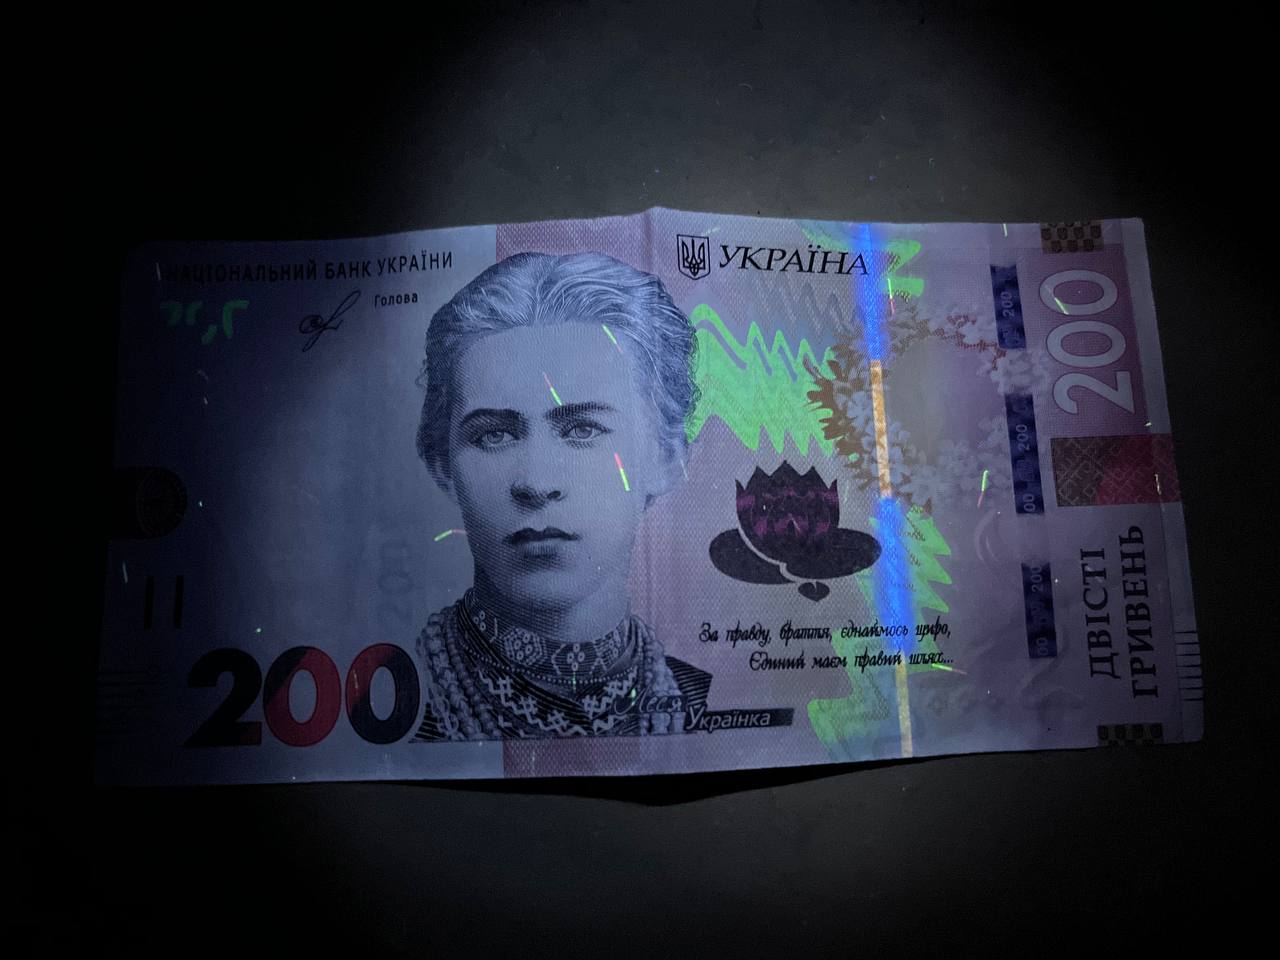 НАЦІОНАЛЬНИЙ БАНК УКРАЇНИ
Голова
УКРАЇНА
200
200
200
200
200
За правду, браття, єднаймось щиро,
Єдиний маєм правий шлях...
Леся
Українка
200
ДВІСТІ
ГРИВЕНЬ